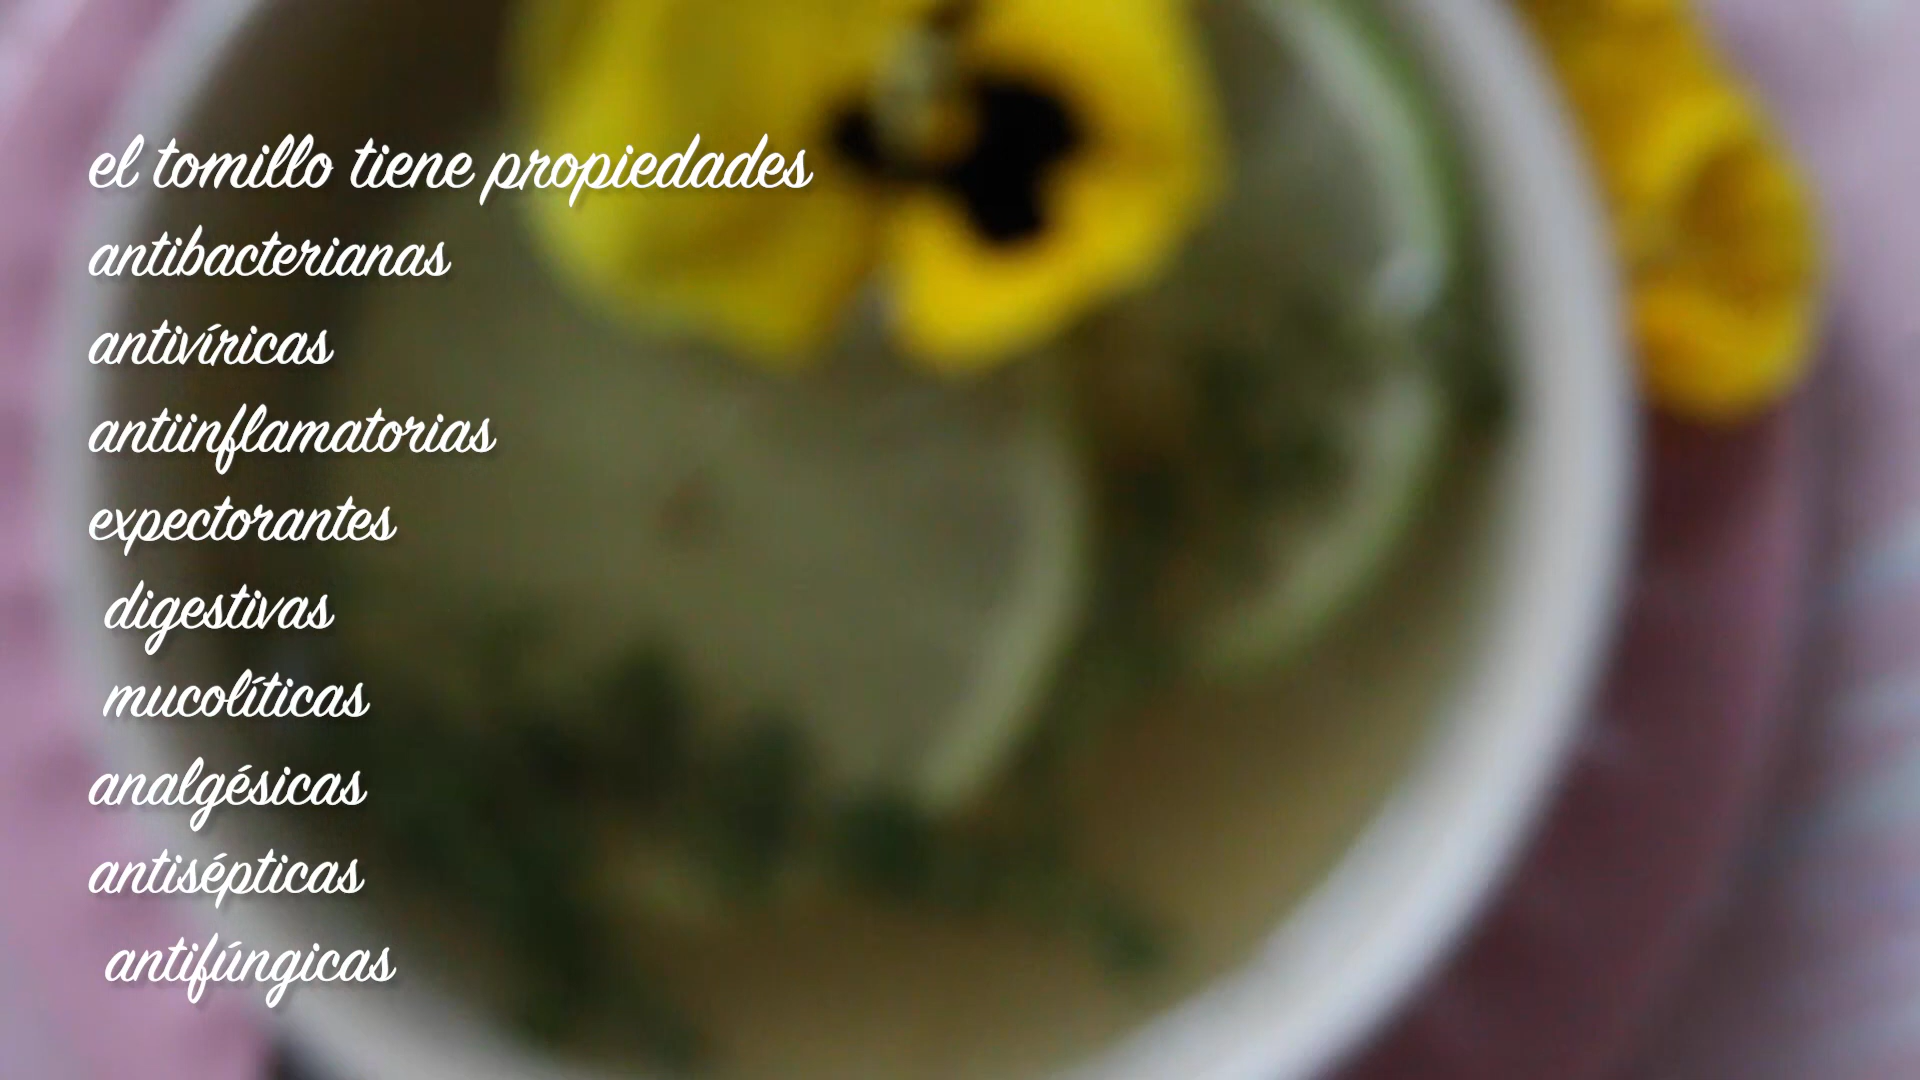 el tomillo tiene propiedades
antibacterianas
antivíricas
antiinflamatorias
expectorantes
digestivas
mucolíticas
analgésicas
antisépticas
antifúngicas